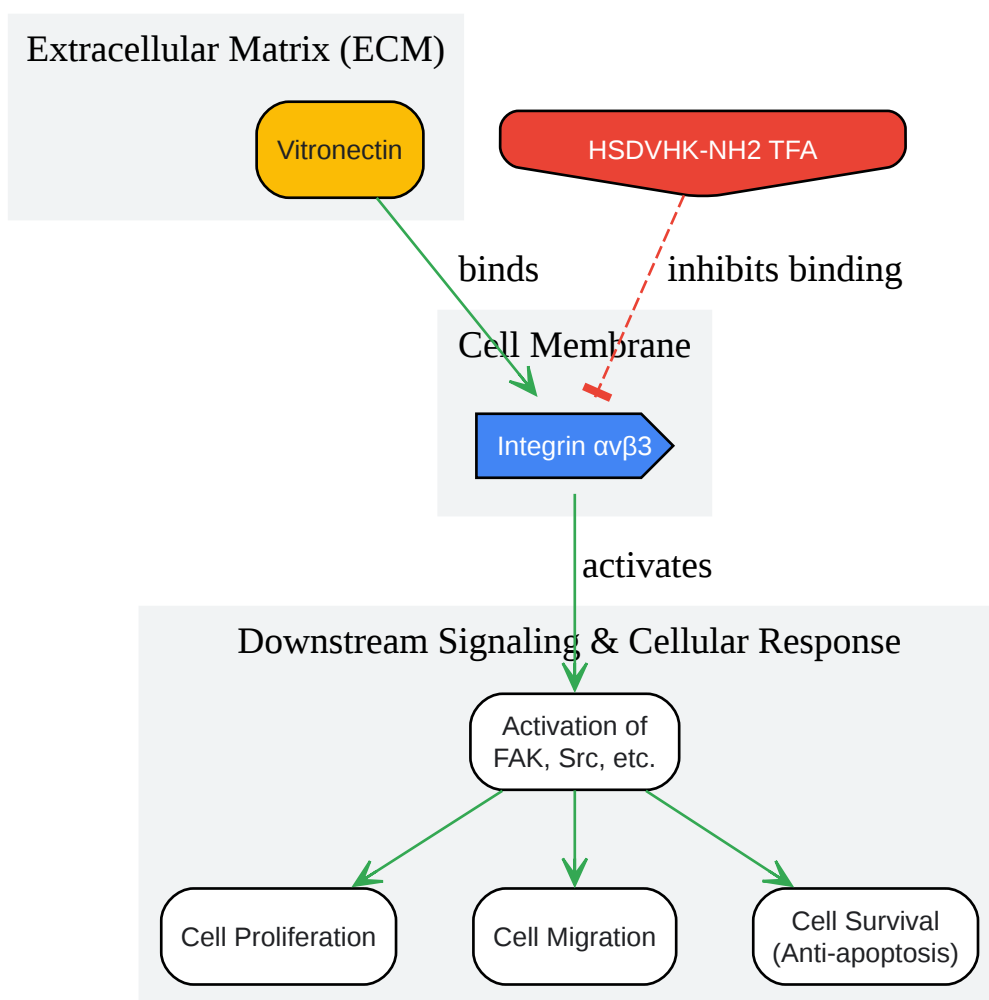 Extracellular Matrix (ECM)
Vitronectin
HSDVHK-NH2 TFA
binds
inhibits binding
Cell Membrane
Integrin αvβ3
activates
Downstream Signaling & Cellular Response
Activation of
FAK, Src, etc.
Cell Proliferation
Cell Migration
Cell Survival
(Anti-apoptosis)